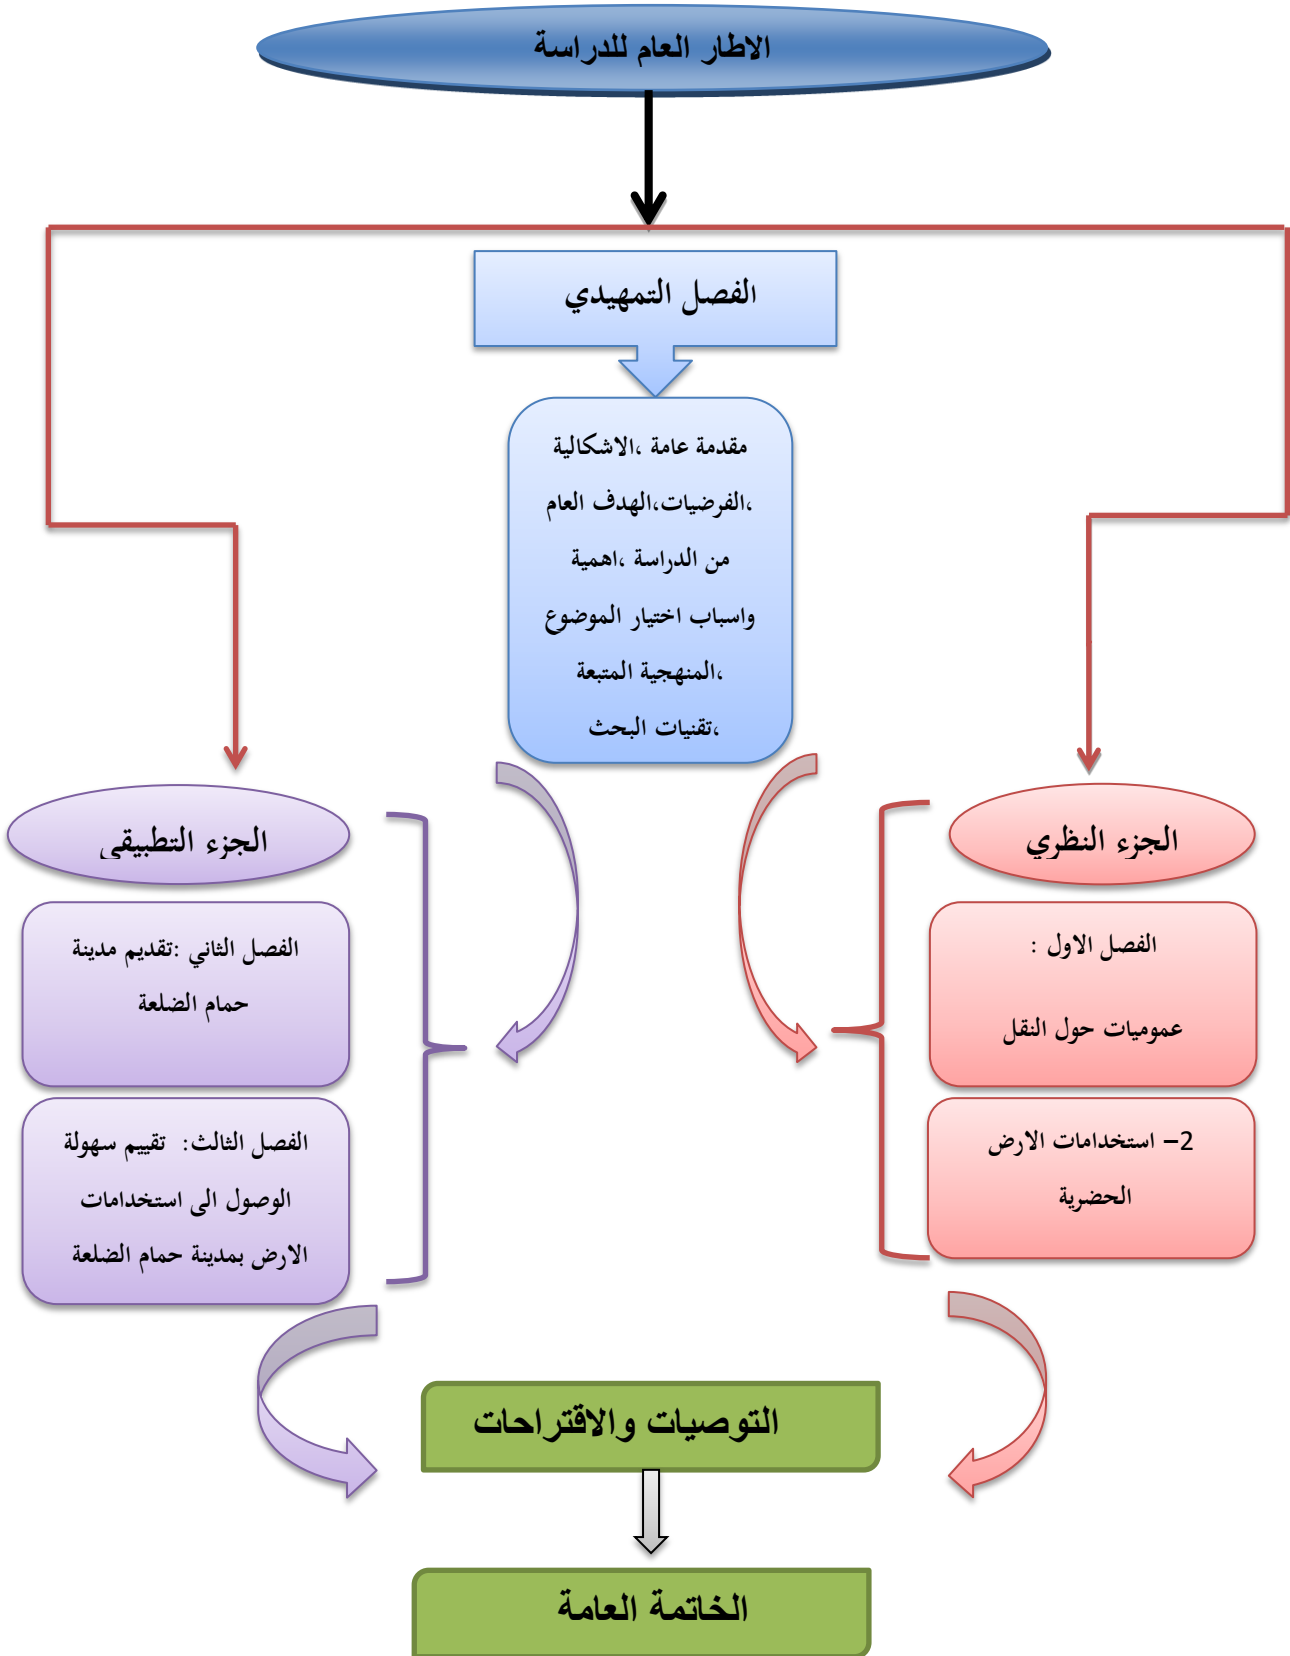 الاطار العام للدراسة
الفصل التمهيدي
مقدمة عامة ،الاشكالية
،الفرضيات،الهدف العام
من الدراسة ،اهمية
واسباب اختيار الموضوع
،المنهجية المتبعة
،تقنيات البحث
الجزء النظري
الفصل الاول :
عموميات حول النقل
2– استخدامات الارض
الحضرية
الجزء التطبيقي
الفصل الثاني :تقديم مدينة
حمام الضلعة
الفصل الثالث: تقييم سهولة
الوصول الى استخدامات
الارض بمدينة حمام الضلعة
التوصيات والاقتراحات
الخاتمة العامة